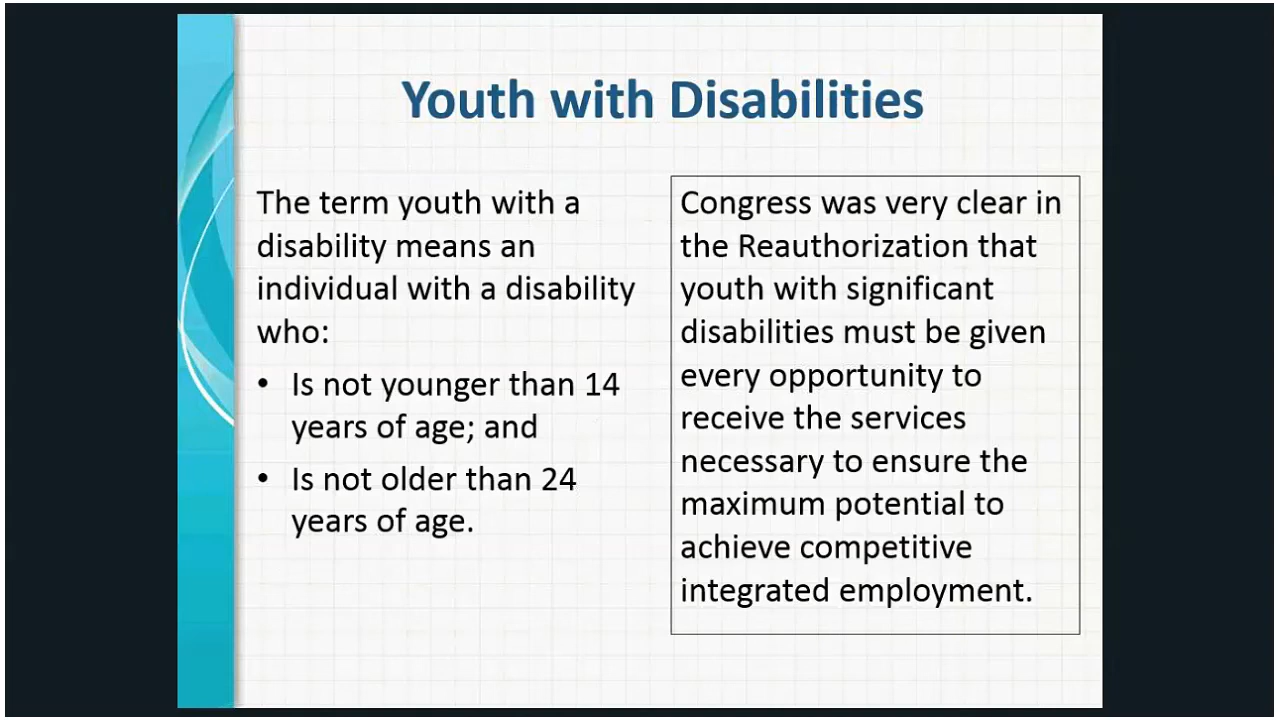 Youth with Disabilities
The term youth with a
disability means an
individual with a disability
who:
• Is not younger than 14
years of age; and
• Is not older than 24
years of age.
Congress was very clear in
the Reauthorization that
youth with significant
disabilities must be given
every opportunity to
receive the services
necessary to ensure the
maximum potential to
achieve competitive
integrated employment.